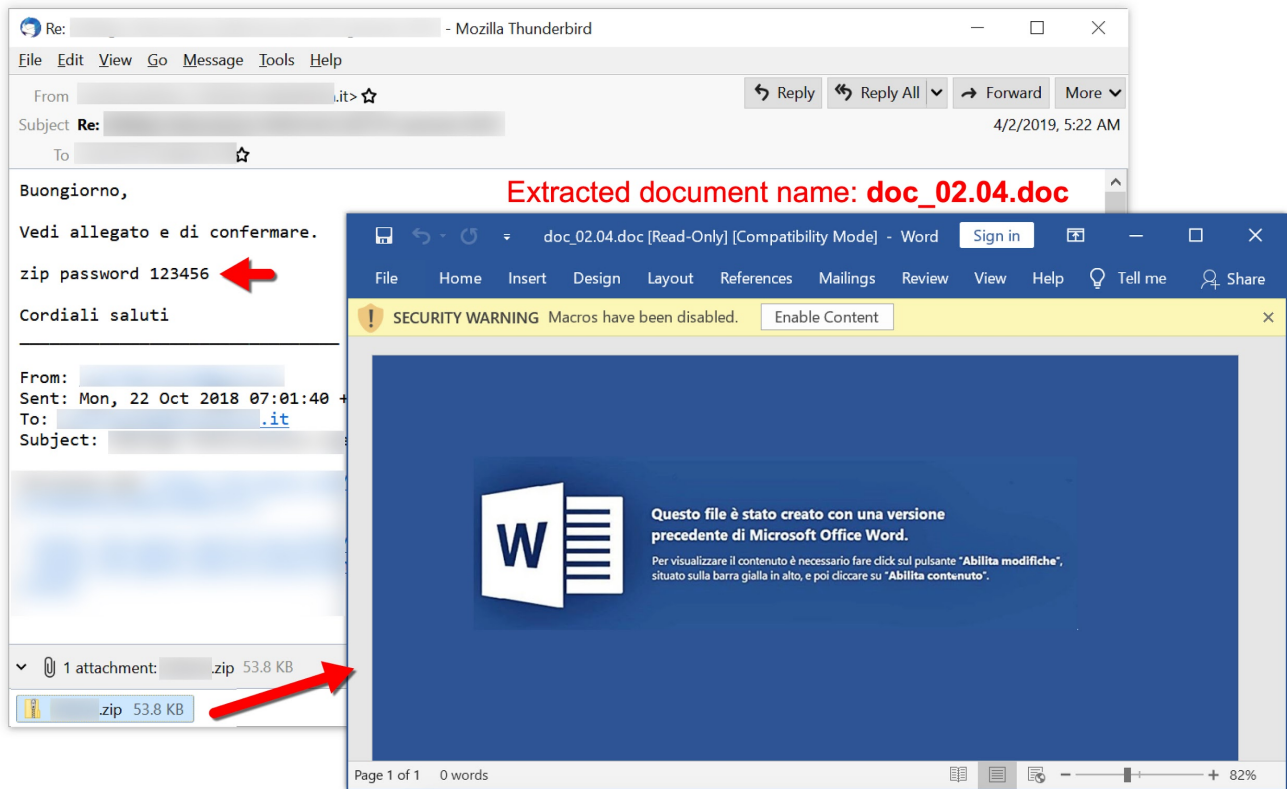 Re: - Mozilla Thunderbird
File Edit View Go Message Tools Help
From .it>
Reply Reply All Forward More
Subject Re:
4/2/2019, 5:22 AM
To
Buongiorno,
Extracted document name: doc_02.04.doc
Vedi allegato e di confermare.
zip password 123456
Cordiali saluti
From:
Sent: Mon, 22 Oct 2018 07:01:40 +
To: .it
Subject:
1 attachment: .zip 53.8 KB
.zip 53.8 KB
doc_02.04.doc [Read-Only] [Compatibility Mode] - Word Sign in
File Home Insert Design Layout References Mailings Review View Help Tell me Share
SECURITY WARNING Macros have been disabled. Enable Content
W
Questo file è stato creato con una versione
precedente di Microsoft Office Word.
Per visualizzare il contenuto è necessario fare click sul pulsante "Abilita modifiche",
situato sulla barra gialla in alto, e poi cliccare su "Abilita contenuto".
Page 1 of 1 0 words
82%